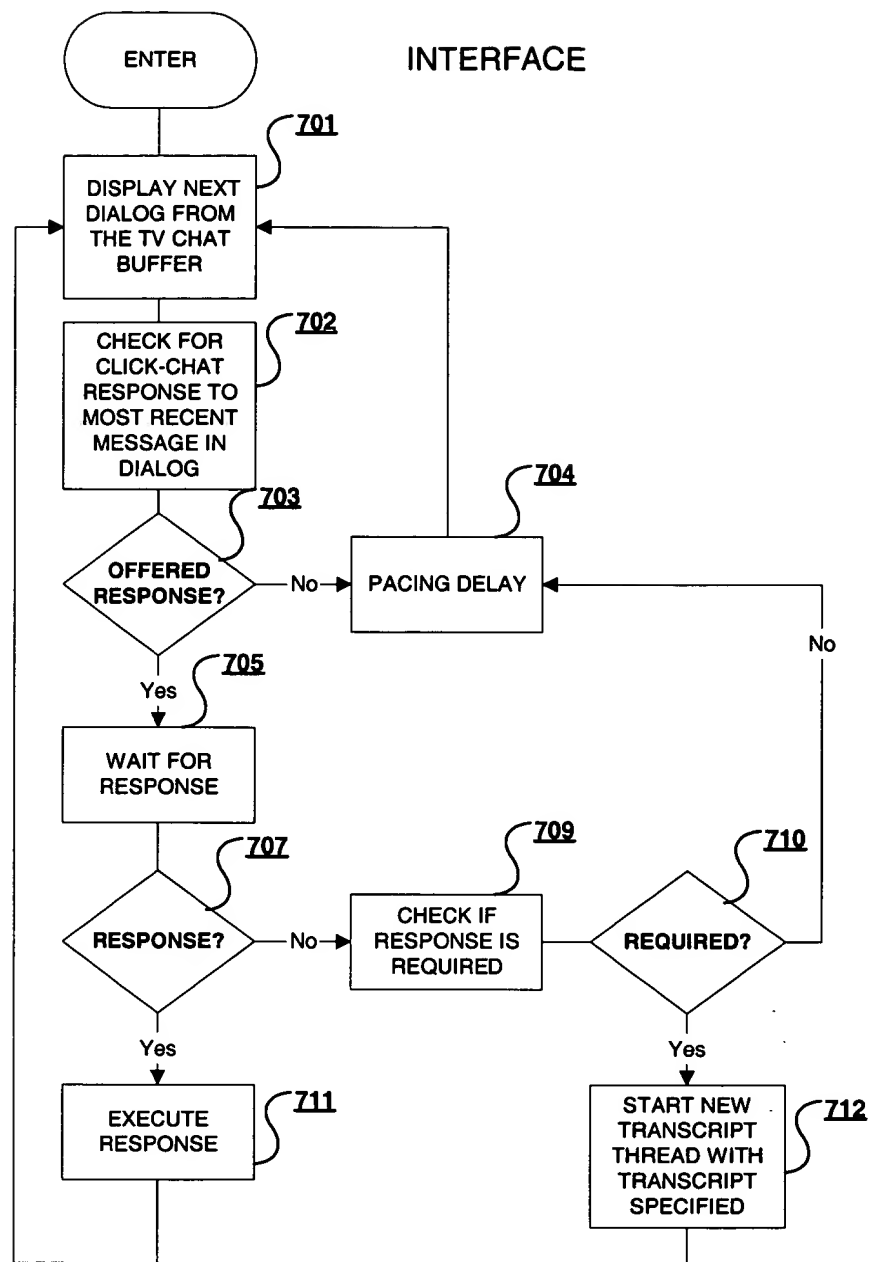 ENTER
INTERFACE
701
DISPLAY NEXT
DIALOG FROM
THE TV CHAT
BUFFER
702
CHECK FOR
CLICK-CHAT
RESPONSE TO
MOST RECENT
MESSAGE IN
DIALOG
703
OFFERED
RESPONSE?
No
704
PACING DELAY
No
Yes
705
WAIT FOR
RESPONSE
707
RESPONSE?
No
709
CHECK IF
RESPONSE IS
REQUIRED
710
REQUIRED?
Yes
Yes
711
EXECUTE
RESPONSE
712
START NEW
TRANSCRIPT
THREAD WITH
TRANSCRIPT
SPECIFIED